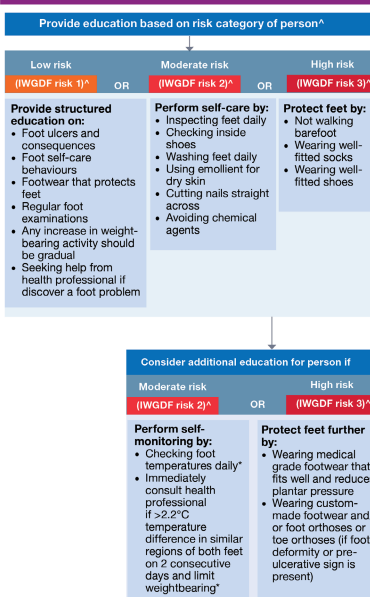 Provide education based on risk category of person^
Low risk
(IWGDF risk 1)^
OR
Moderate risk
(IWGDF risk 2)^
OR
High risk
(IWGDF risk 3)^
Provide structured
education on:
• Foot ulcers and
consequences
• Foot self-care
behaviours
• Footwear that protects
feet
• Regular foot
examinations
• Any increase in weight-
bearing activity should
be gradual
• Seeking help from
health professional if
discover a foot problem
Perform self-care by:
• Inspecting feet daily
• Checking inside
shoes
• Washing feet daily
• Using emollient for
dry skin
• Cutting nails straight
across
• Avoiding chemical
agents
Protect feet by:
• Not walking
barefoot
• Wearing well-
fitted socks
• Wearing well-
fitted shoes
Consider additional education for person if
Moderate risk
(IWGDF risk 2)^
OR
High risk
(IWGDF risk 3)^
Perform self-
monitoring by:
• Checking foot
temperatures daily*
• Immediately
consult health
professional
if >2.2°C
temperature
difference in similar
regions of both feet
on 2 consecutive
days and limit
weightbearing*
Protect feet further
by:
• Wearing medical
grade footwear that
fits well and reduces
plantar pressure
• Wearing custom-
made footwear and/
or foot orthoses or
toe orthoses (if foot
deformity or pre-
ulcerative sign is
present)